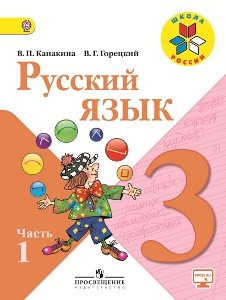 ШКОЛА
РОССИИ
В. П. Канакина В. Г. Горецкий
Русский
язык
3
Часть
1
ПРОСВЕЩЕНИЕ
ИЗДАТЕЛЬСТВО